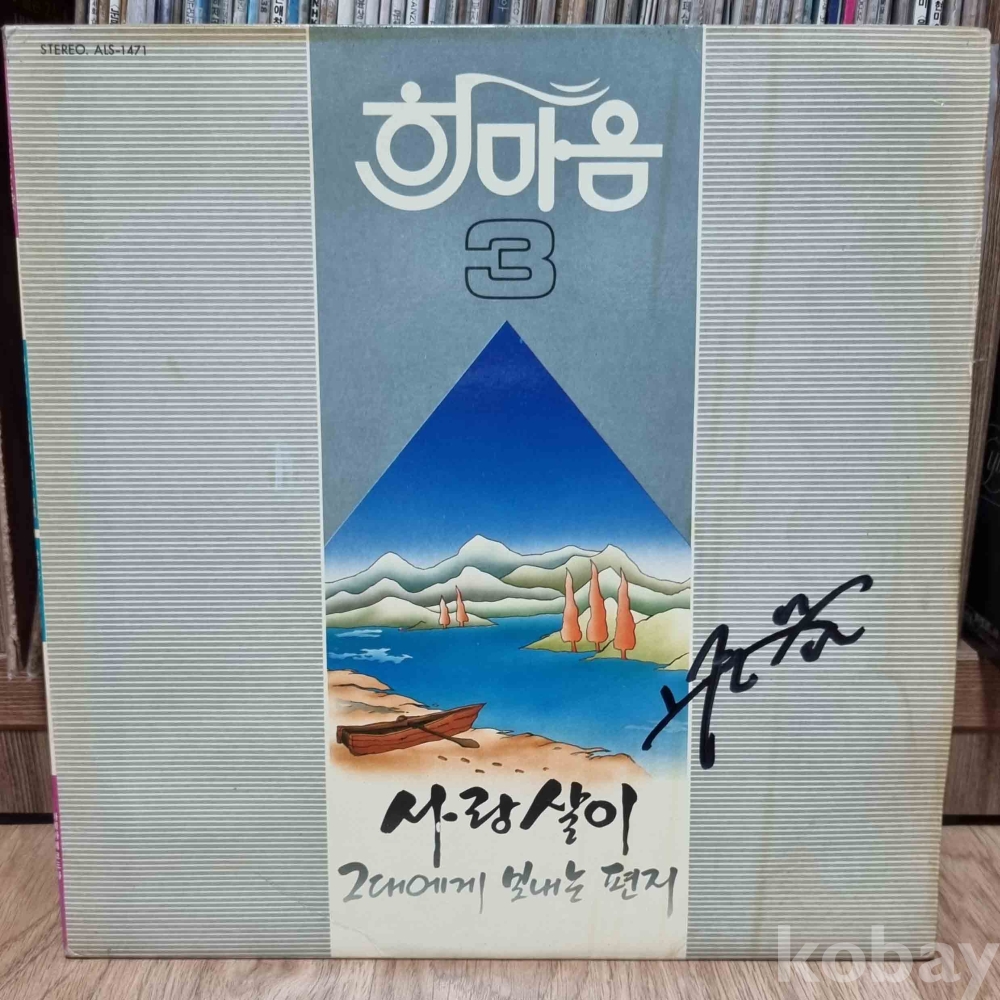 STEREO. ALS-1471
한마음
3
사랑살이
그대에게 보내는 편지
kobay